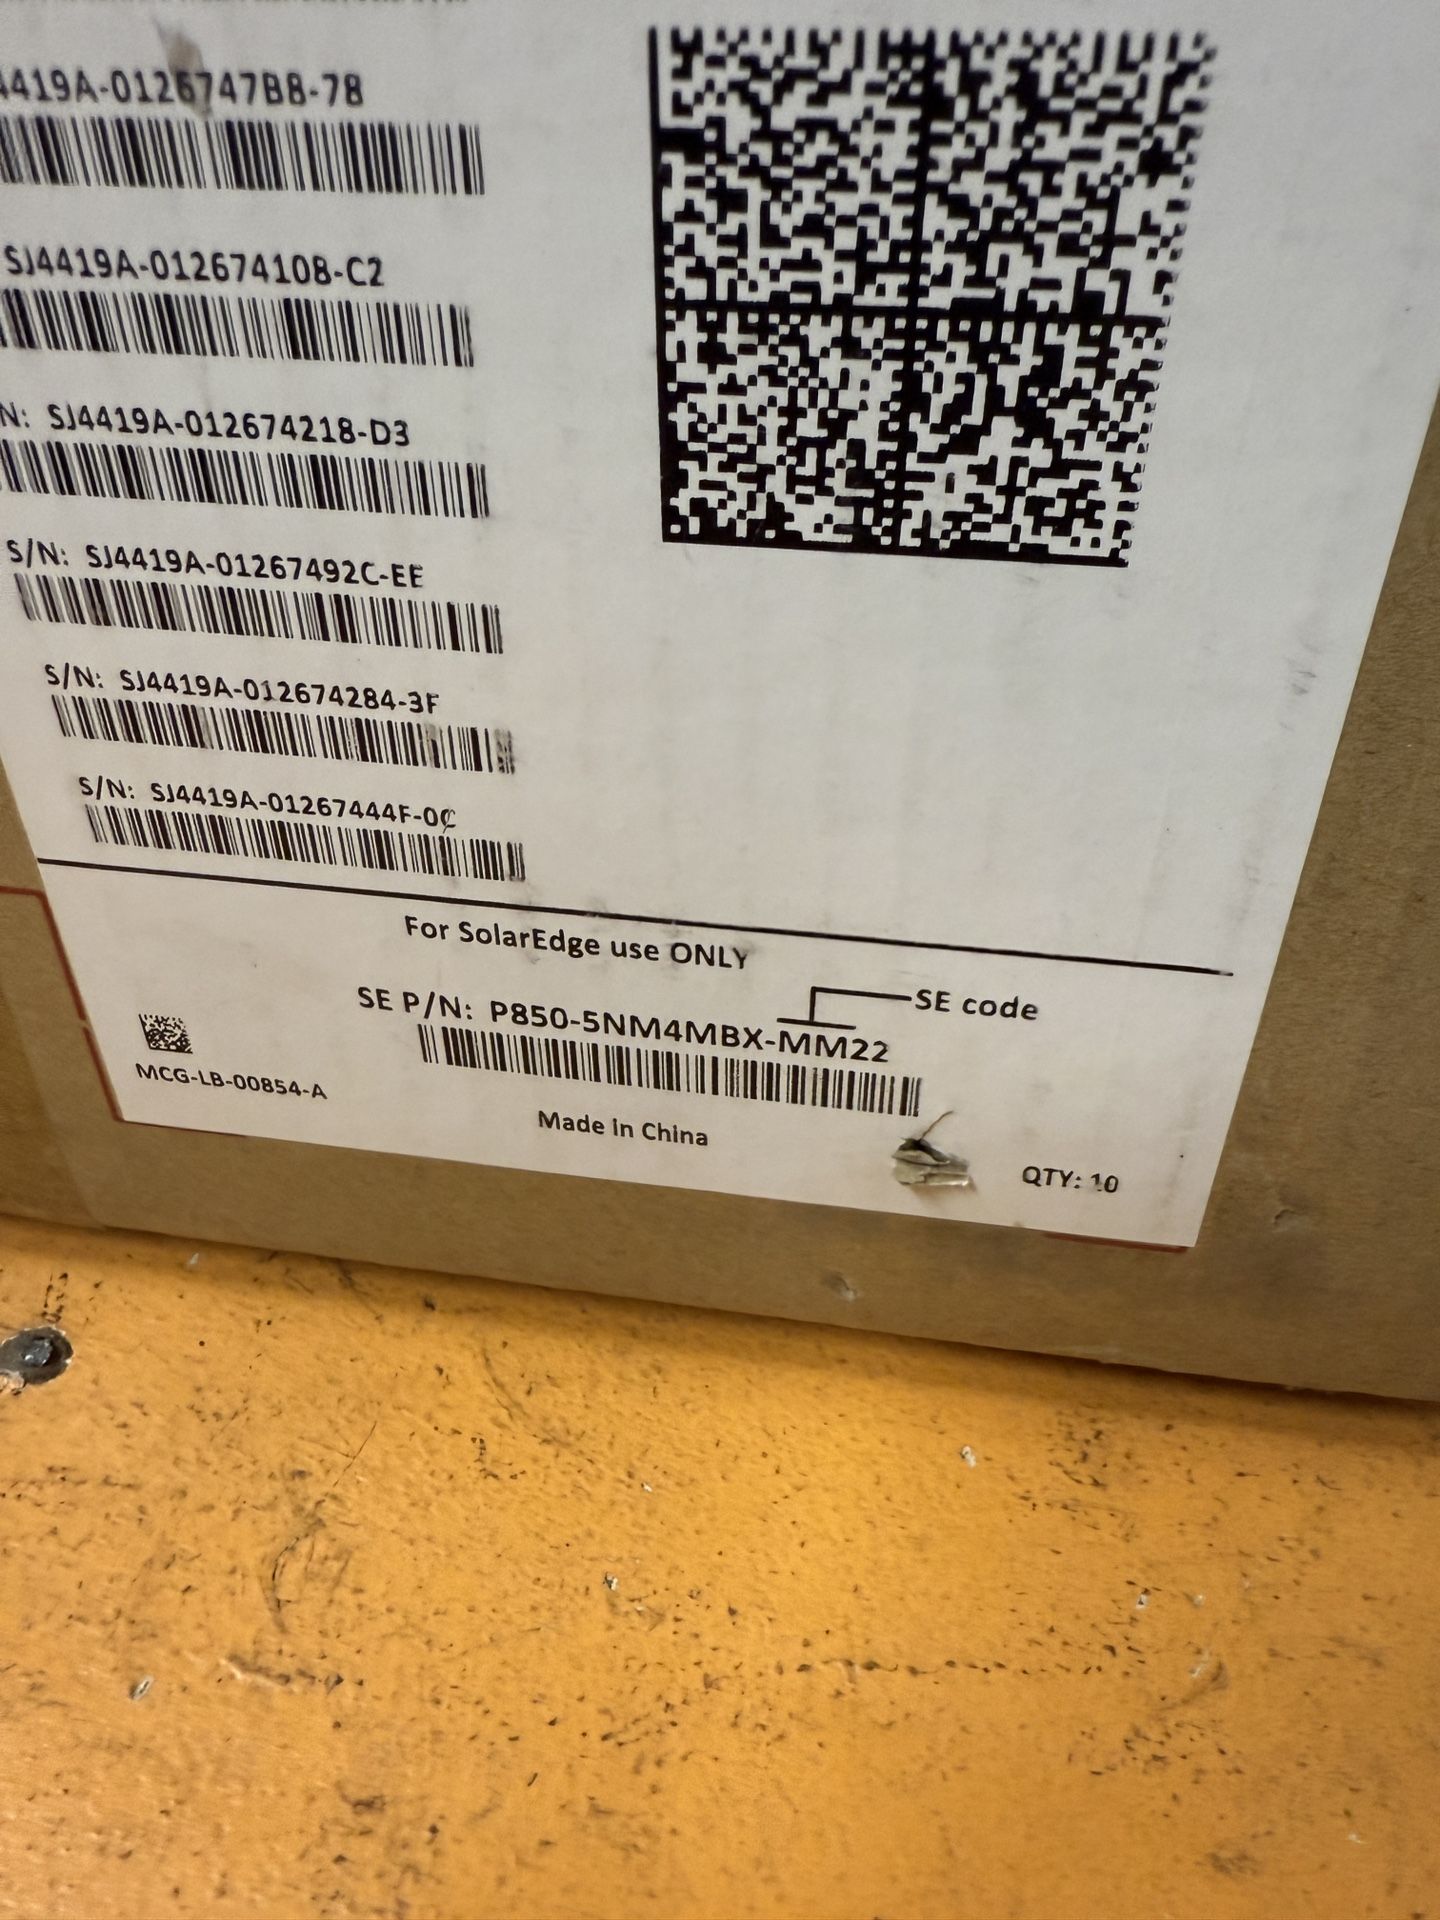 4419A-0126747B8-78
SJ4419A-012674108-C2
N: SJ4419A-012674218-D3
S/N: SJ4419A-01267492C-EE
S/N: SJ4419A-012674284-3F
S/N: SJ4419A-01267444F-0C
For SolarEdge use ONLY
SE code
SE P/N: P850-5NM4MBX-MM22
MCG-LB-00854-A
Made in China
QTY: 10